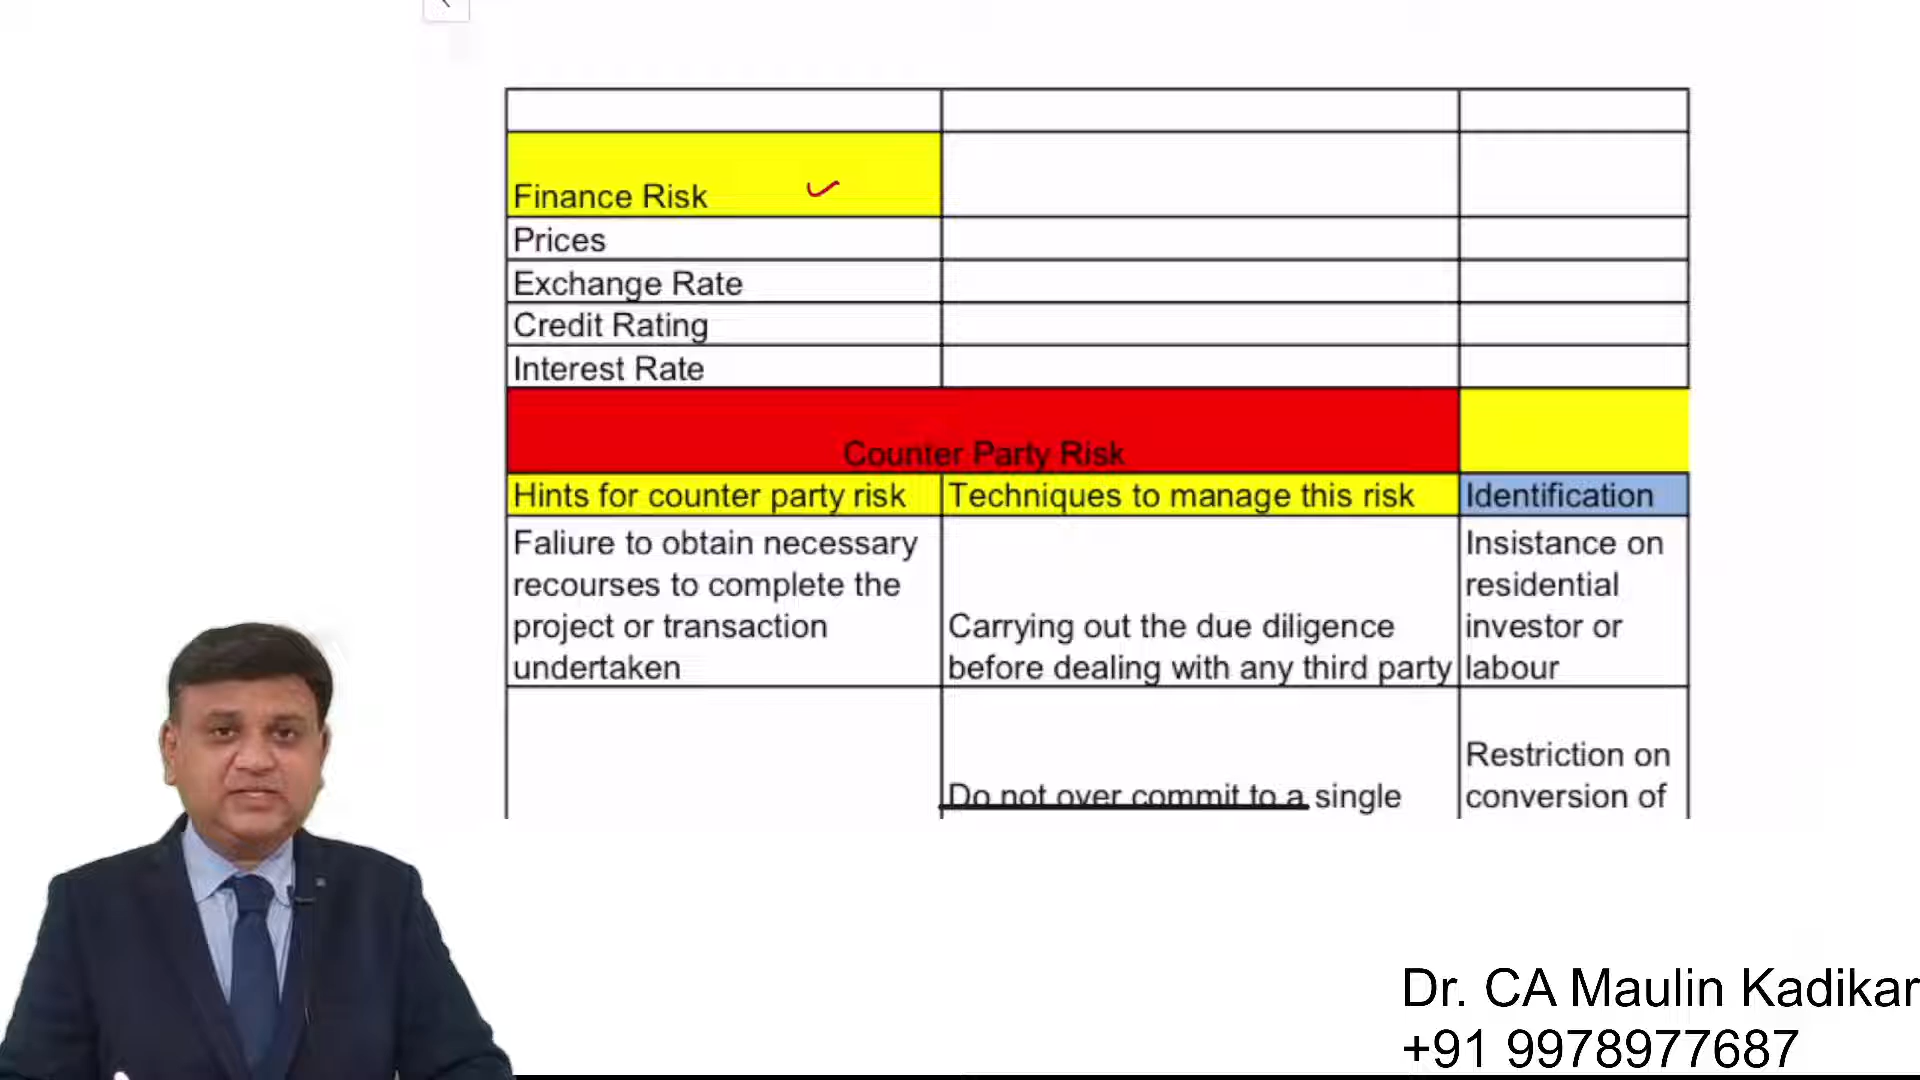 Finance Risk
Prices
Exchange Rate
Credit Rating
Interest Rate
Counter Party Risk
Hints for counter party risk
Techniques to manage this risk
Identification
Faliure to obtain necessary
recourses to complete the
project or transaction
undertaken
Carrying out the due diligence
before dealing with any third party
Insistance on
residential
investor or
labour
Do not over commit to a single
Restriction on
conversion of
Dr. CA Maulin Kadikar
+91 9978977687